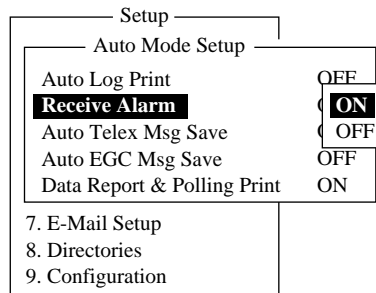 Setup
Auto Mode Setup
Auto Log Print OFF
Receive Alarm
ON
Auto Telex Msg Save
OFF
Auto EGC Msg Save OFF
Data Report & Polling Print ON
7. E-Mail Setup
8. Directories
9. Configuration